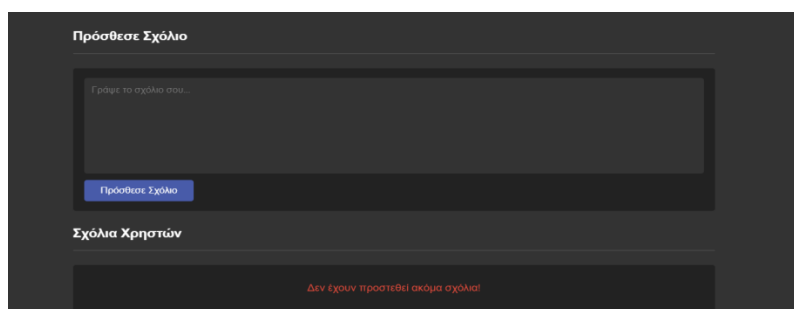 Πρόσθεσε Σχόλιο
Γράψε το σχόλιο σου...
Πρόσθεσε Σχόλιο
Σχόλια Χρηστών
Δεν έχουν προστεθεί ακόμα σχόλια!